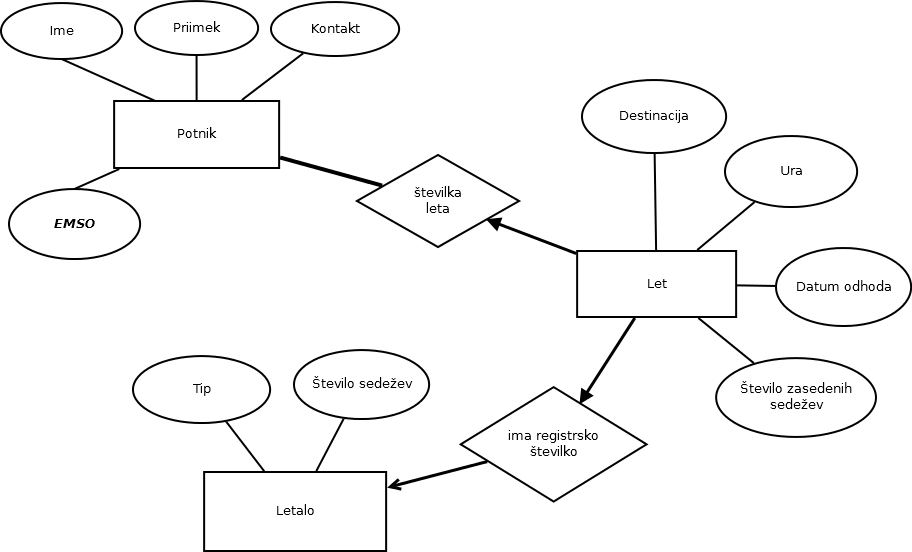 Ime
Priimek
Kontakt
Potnik
EMSO
številka
leta
Destinacija
Ura
Let
Datum odhoda
Število zasedenih
sedežev
Tip
Število sedežev
ima registrsko
številko
Letalo